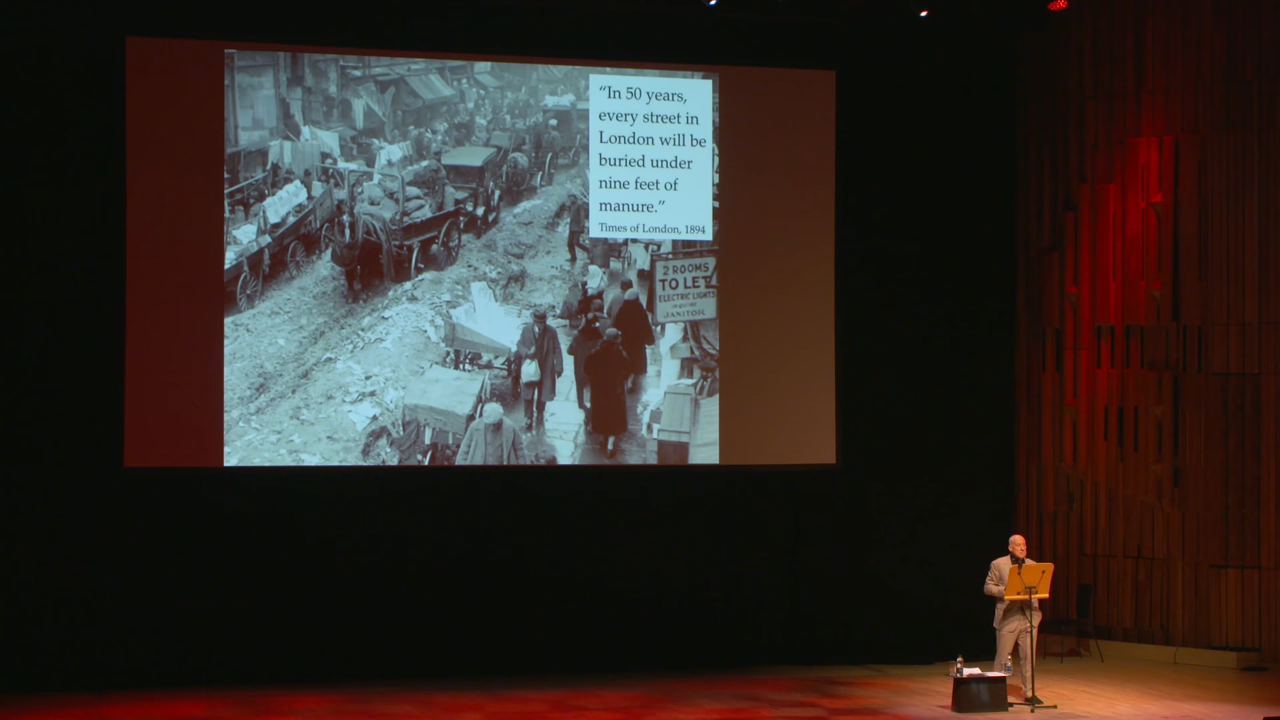 “In 50 years,
every street in
London will be
buried under
nine feet of
manure.”
Times of London, 1894
2 ROOMS
TO LET
ELECTRIC LIGHTS
JANITOR